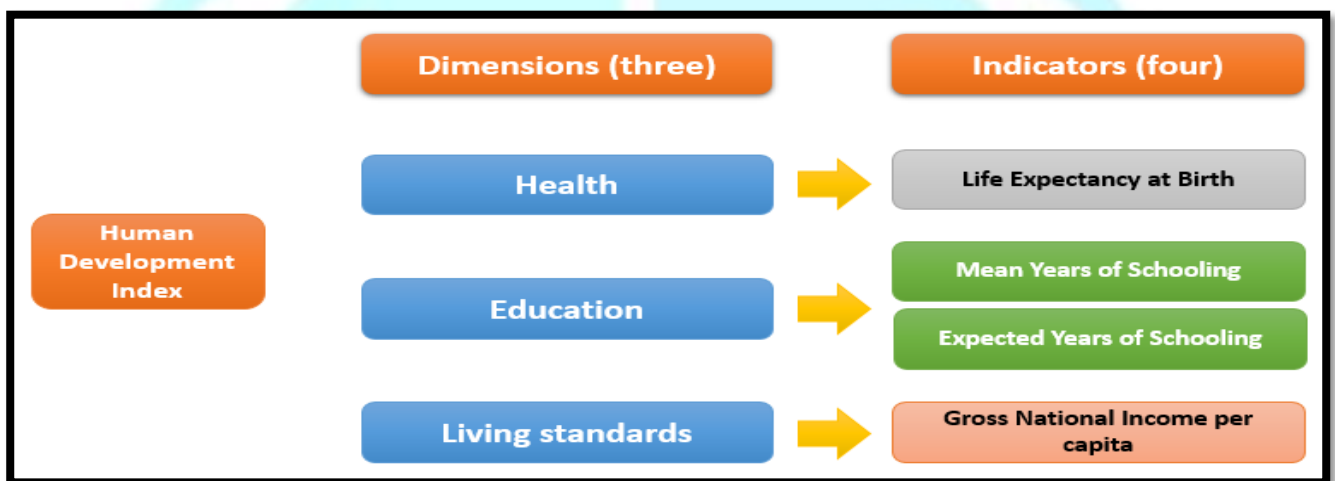 Dimensions (three)
Indicators (four)
Health
Life Expectancy at Birth
Human
Development
Index
Education
Mean Years of Schooling
Expected Years of Schooling
Living standards
Gross National Income per
capita